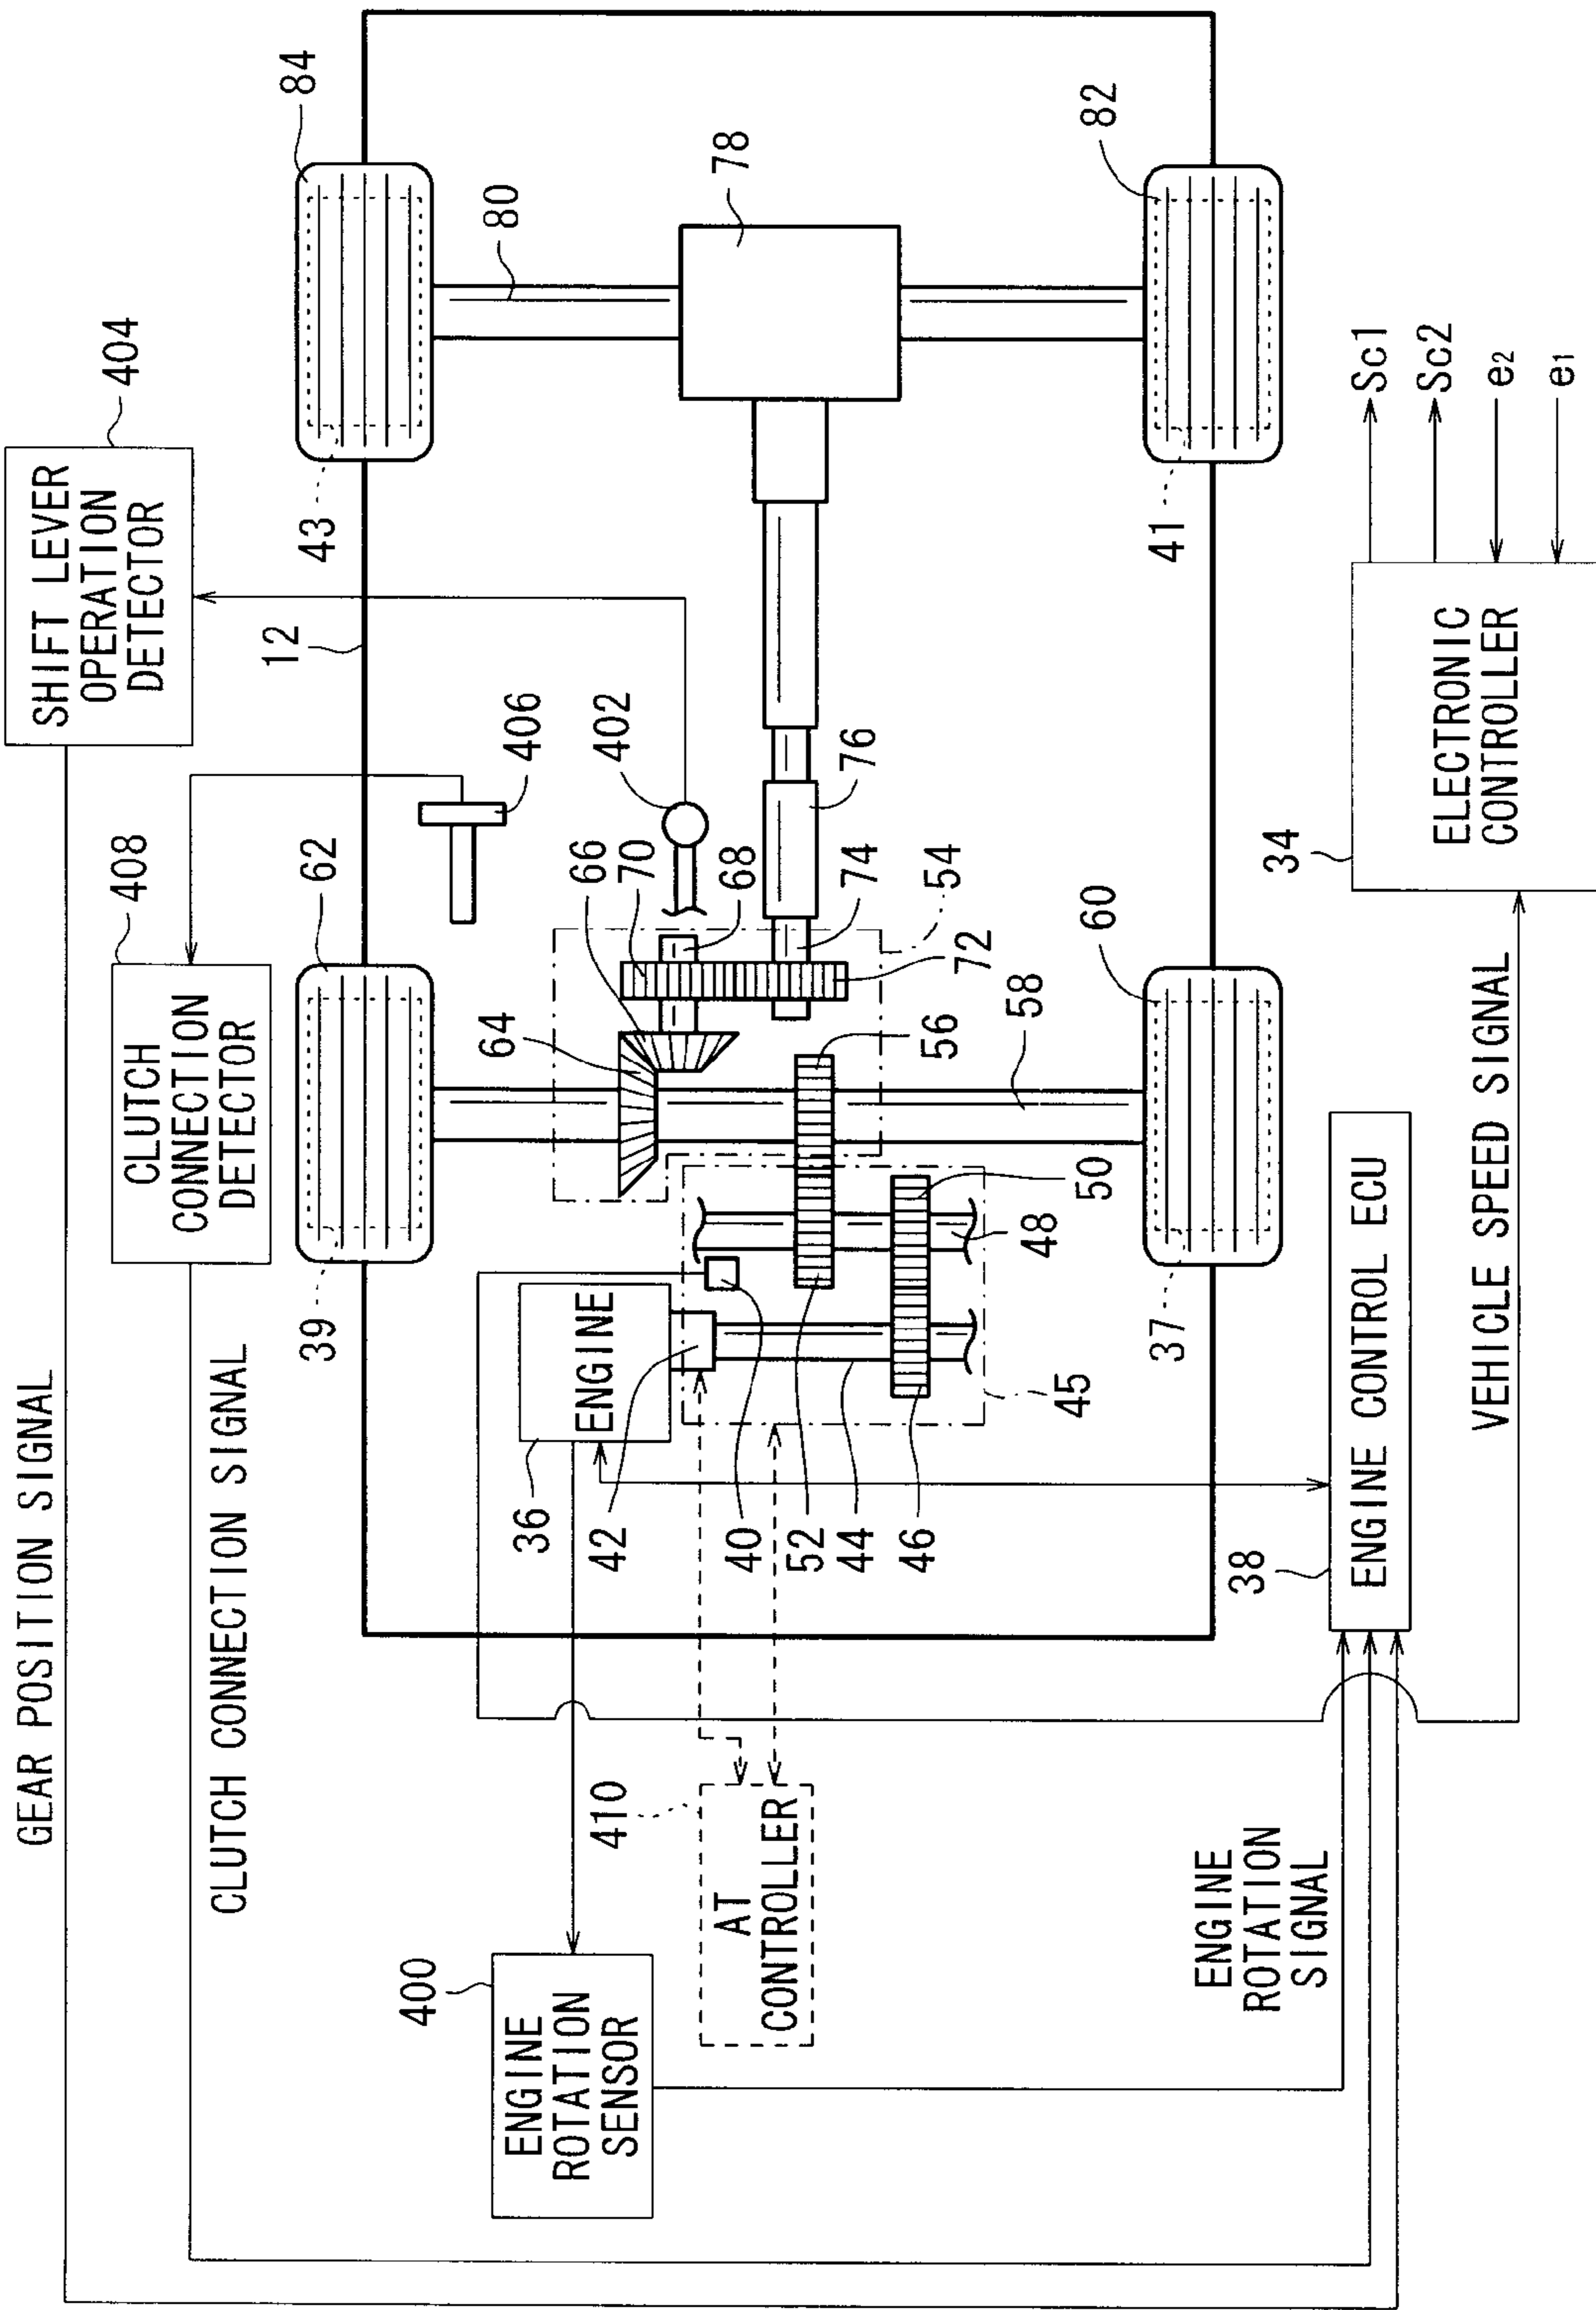 GEAR POSITION SIGNAL
CLUTCH CONNECTION SIGNAL
SHIFT LEVER
OPERATION
DETECTOR
404
CLUTCH
CONNECTION
DETECTOR
408
400
ENGINE
ROTATION
SENSOR
410
AT
CONTROLLER
ENGINE
36
42
40
52
44
46
45
39
62
64
66
70
68
406
402
12
43
84
80
78
76
74
54
72
56
58
50
48
37
60
41
82
ENGINE
ROTATION
SIGNAL
38
ENGINE CONTROL ECU
VEHICLE SPEED SIGNAL
34
ELECTRONIC
CONTROLLER
Sc1
Sc2
e2
e1